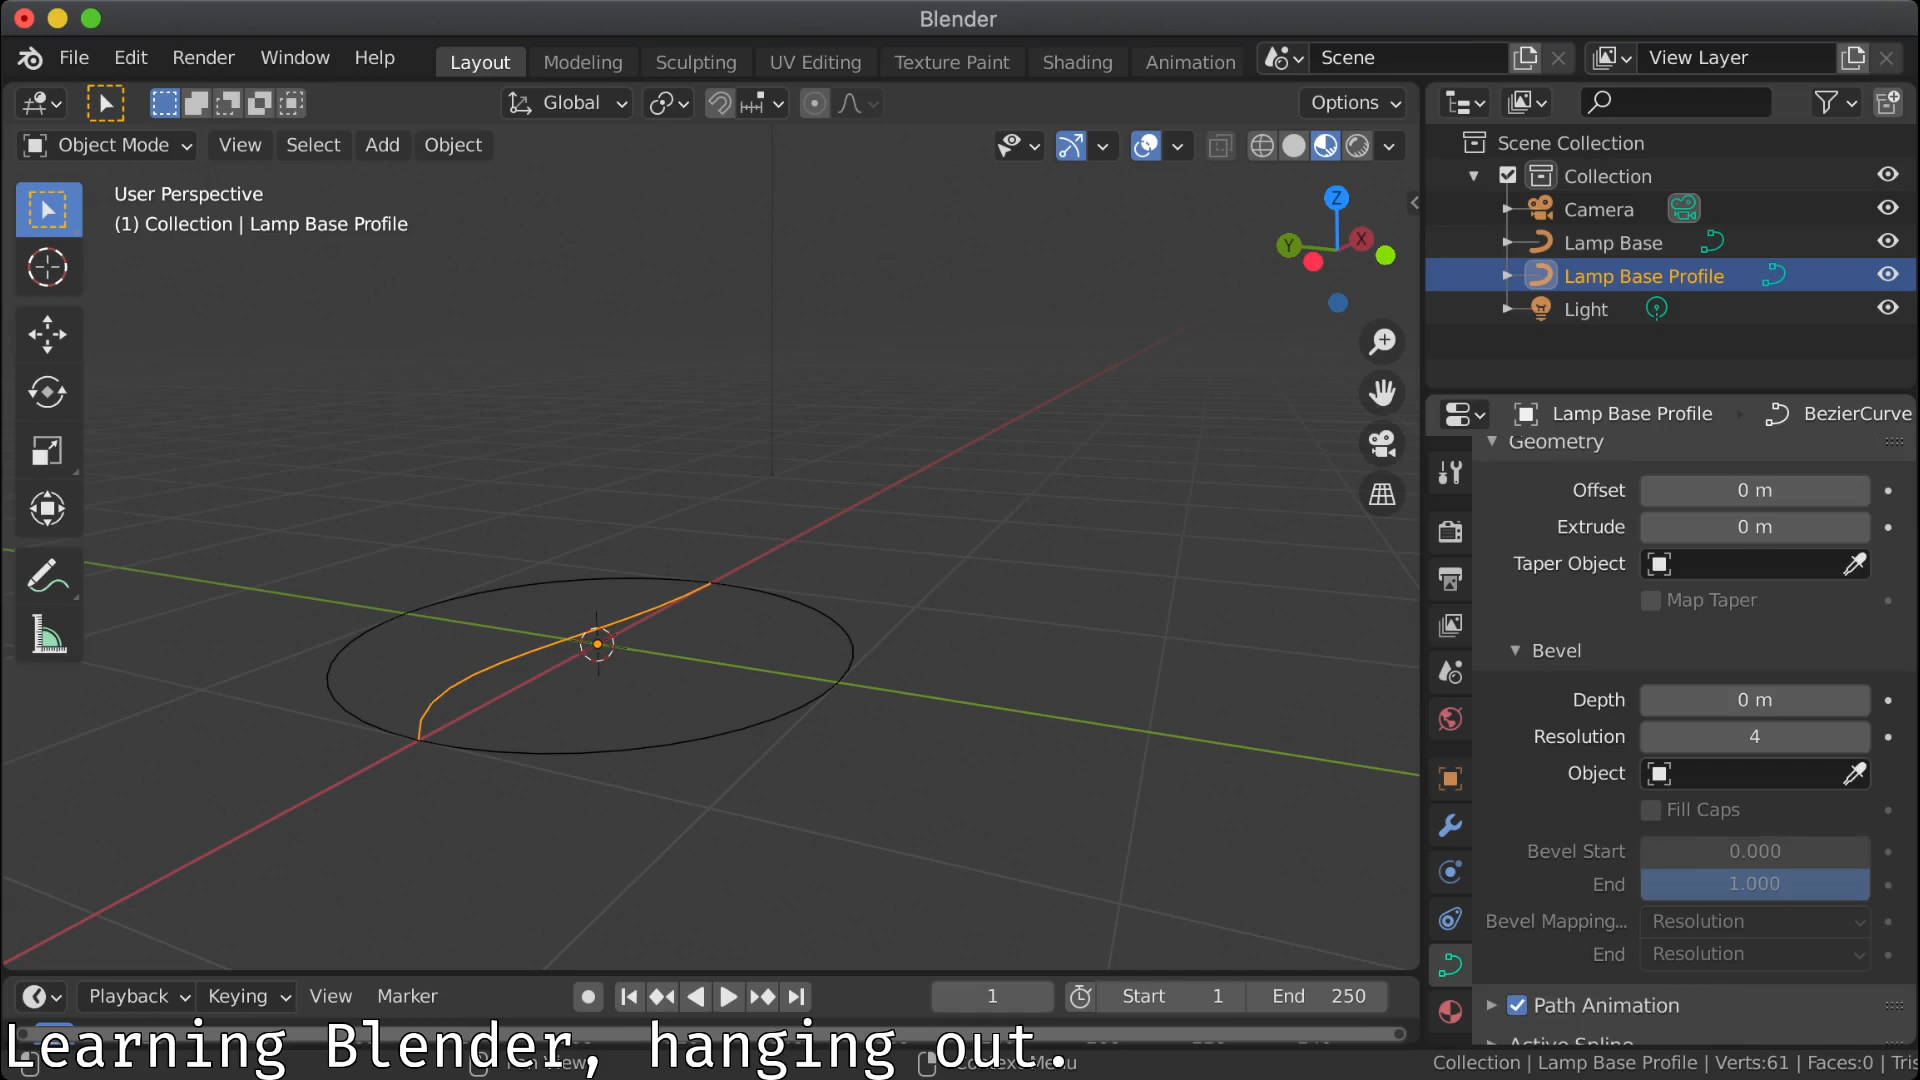 Blender
File Edit Render Window Help
Layout Modeling Sculpting UV Editing Texture Paint Shading Animation
Scene
View Layer
Global
Options
Object Mode View Select Add Object
User Perspective
(1) Collection | Lamp Base Profile
Z
Y
X
Scene Collection
Collection
Camera
Lamp Base
Lamp Base Profile
Light
Lamp Base Profile BezierCurve
Geometry
Offset 0 m
Extrude 0 m
Taper Object
Map Taper
Bevel
Depth 0 m
Resolution 4
Object
Fill Caps
Bevel Start 0.000
End 1.000
Bevel Mapping... Resolution
End Resolution
Path Animation
Playback Keying View Marker
1
Start 1
End 250
Learning Blender, hanging out.
Collection | Lamp Base Profile | Verts:61 | Faces:0 | Tris